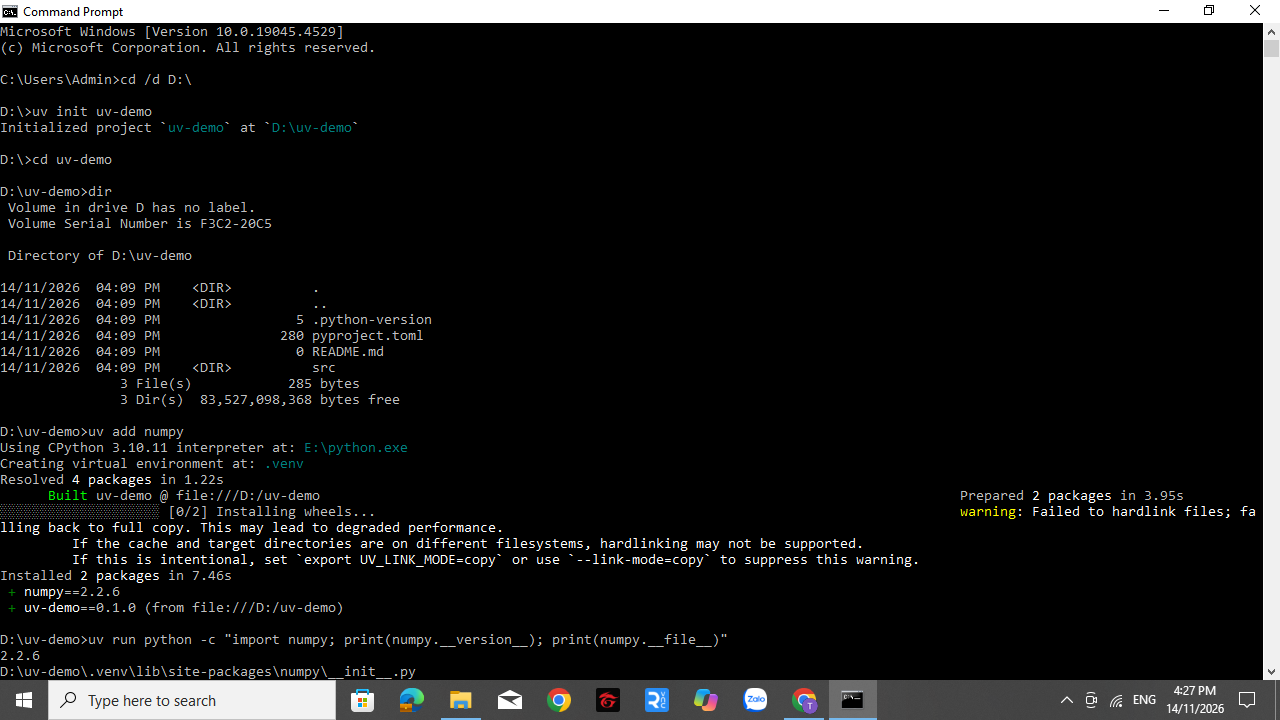 Command Prompt
Microsoft Windows [Version 10.0.19045.4529]
(c) Microsoft Corporation. All rights reserved.
C:\Users\Admin>cd /d D:\
D:\>uv init uv-demo
Initialized project `uv-demo` at `D:\uv-demo`
D:\>cd uv-demo
D:\uv-demo>dir
 Volume in drive D has no label.
 Volume Serial Number is F3C2-20C5
 Directory of D:\uv-demo
14/11/2026  04:09 PM    <DIR>          .
14/11/2026  04:09 PM    <DIR>          ..
14/11/2026  04:09 PM                 5 .python-version
14/11/2026  04:09 PM               280 pyproject.toml
14/11/2026  04:09 PM                 0 README.md
14/11/2026  04:09 PM    <DIR>          src
               3 File(s)            285 bytes
               3 Dir(s)  83,527,098,368 bytes free
D:\uv-demo>uv add numpy
Using CPython 3.10.11 interpreter at: E:\python.exe
Creating virtual environment at: .venv
Resolved 4 packages in 1.22s
      Built uv-demo @ file:///D:/uv-demo Prepared 2 packages in 3.95s
░░░░░░░░░░░░░░░░░░░░ [0/2] Installing wheels... warning: Failed to hardlink files; fa
lling back to full copy. This may lead to degraded performance.
         If the cache and target directories are on different filesystems, hardlinking may not be supported.
         If this is intentional, set `export UV_LINK_MODE=copy` or use `--link-mode=copy` to suppress this warning.
Installed 2 packages in 7.46s
 + numpy==2.2.6
 + uv-demo==0.1.0 (from file:///D:/uv-demo)
D:\uv-demo>uv run python -c "import numpy; print(numpy.__version__); print(numpy.__file__)"
2.2.6
D:\uv-demo\.venv\lib\site-packages\numpy\__init__.py
Type here to search
Zalo
T
ENG
4:27 PM
14/11/2026